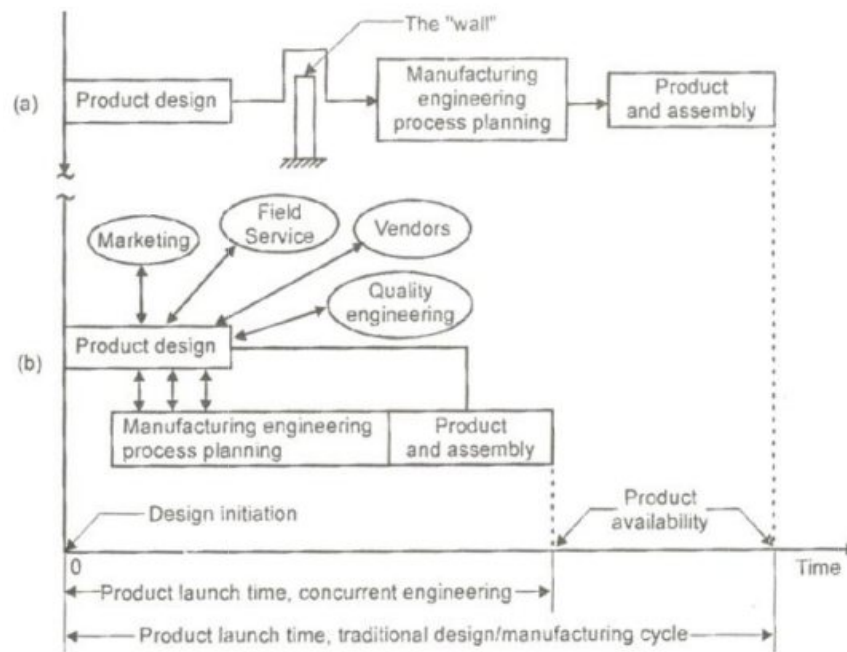 The "wall"
(a)
Product design
Manufacturing
engineering
process planning
Product
and assembly
Marketing
Field
Service
Vendors
Quality
engineering
(b)
Product design
Manufacturing engineering
process planning
Product
and assembly
Design initiation
Product
availability
0
Time
Product launch time, concurrent engineering
Product launch time, traditional design/manufacturing cycle